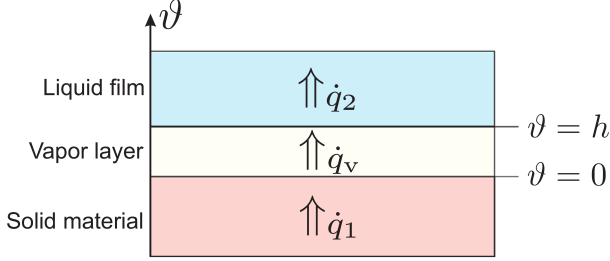 ϑ
Liquid film
⇑ q̇₂
ϑ = h
Vapor layer
⇑ q̇ᵥ
ϑ = 0
Solid material
⇑ q̇₁